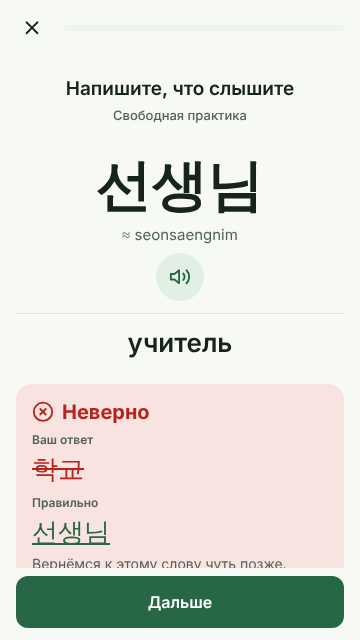 Напишите, что слышите
Свободная практика
선생님
≈ seonsaengnim
учитель
Неверно
Ваш ответ
학교
Правильно
선생님
Вернёмся к этому слову чуть позже.
Дальше